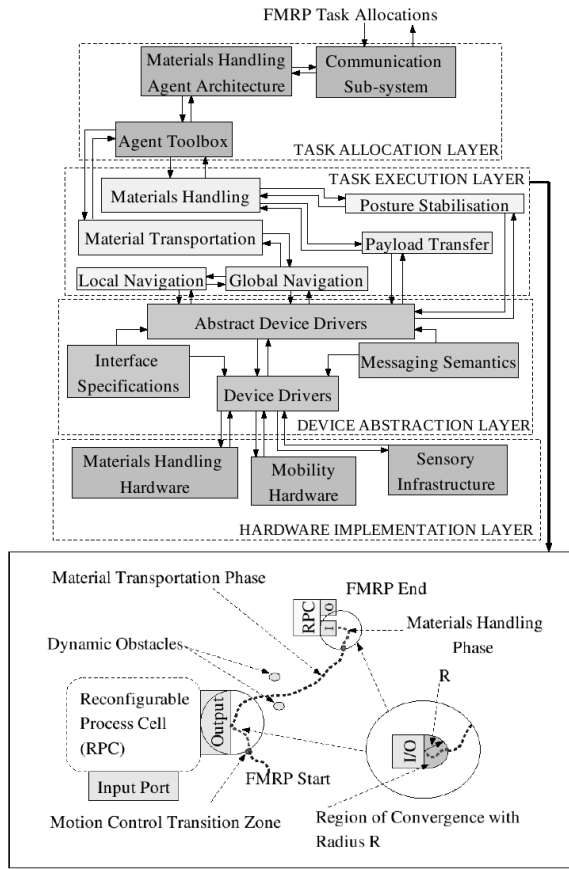 FMRP Task Allocations
Materials Handling
Agent Architecture
Communication
Sub-system
Agent Toolbox
TASK ALLOCATION LAYER
TASK EXECUTION LAYER
Materials Handling
Posture Stabilisation
Material Transportation
Payload Transfer
Local Navigation
Global Navigation
Abstract Device Drivers
Interface
Specifications
Messaging Semantics
Device Drivers
DEVICE ABSTRACTION LAYER
Materials Handling
Hardware
Mobility
Hardware
Sensory
Infrastructure
HARDWARE IMPLEMENTATION LAYER
Material Transportation Phase
FMRP End
RPC
I O
Materials Handling
Phase
Dynamic Obstacles
R
Reconfigurable
Process Cell
(RPC)
Output
I/O
Input Port
FMRP Start
Motion Control Transition Zone
Region of Convergence with
Radius R